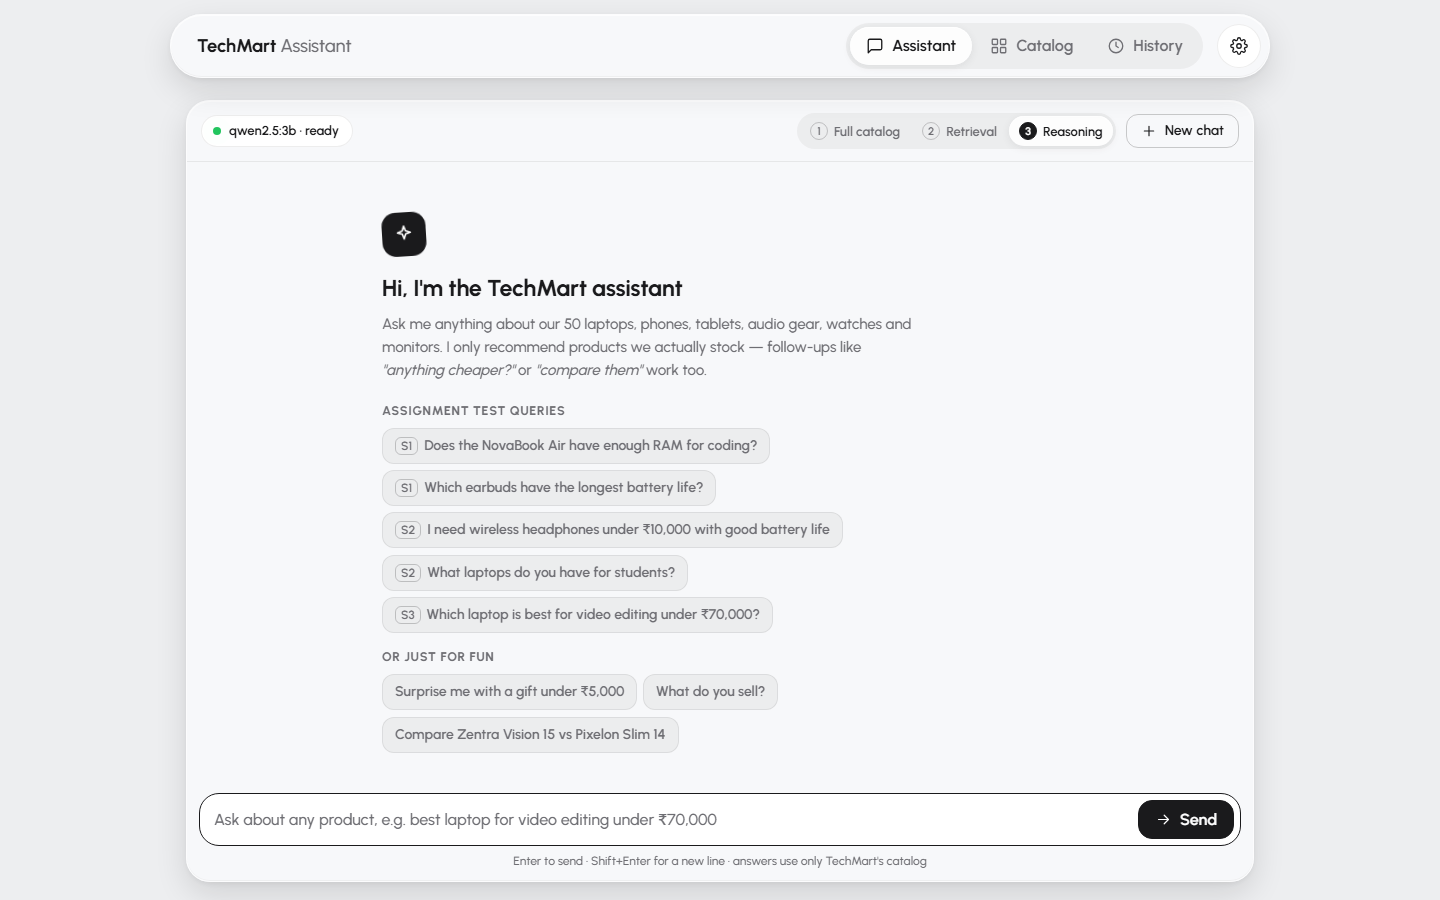 TechMart Assistant
Assistant
Catalog
History
qwen2.5:3b · ready
1 Full catalog
2 Retrieval
3 Reasoning
New chat
Hi, I'm the TechMart assistant
Ask me anything about our 50 laptops, phones, tablets, audio gear, watches and
monitors. I only recommend products we actually stock — follow-ups like
"anything cheaper?" or "compare them" work too.
ASSIGNMENT TEST QUERIES
S1 Does the NovaBook Air have enough RAM for coding?
S1 Which earbuds have the longest battery life?
S2 I need wireless headphones under ₹10,000 with good battery life
S2 What laptops do you have for students?
S3 Which laptop is best for video editing under ₹70,000?
OR JUST FOR FUN
Surprise me with a gift under ₹5,000
What do you sell?
Compare Zentra Vision 15 vs Pixelon Slim 14
Ask about any product, e.g. best laptop for video editing under ₹70,000
Send
Enter to send · Shift+Enter for a new line · answers use only TechMart's catalog